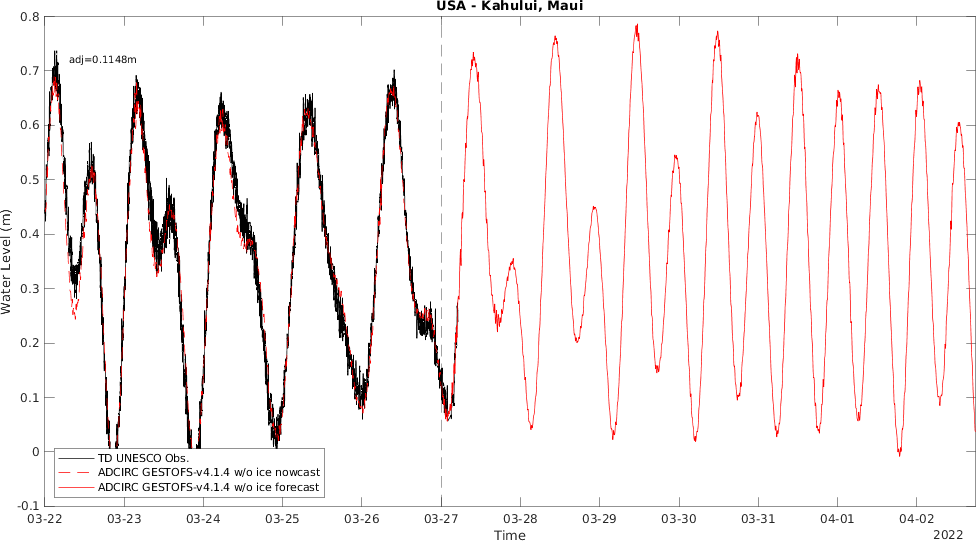 USA - Kahului, Maui
0.8
adj=0.1148m
0.7
0.6
0.5
0.4
0.3
0.2
0.1
0
-0.1
Water Level (m)
TD UNESCO Obs.
ADCIRC GESTOFS-v4.1.4 w/o ice nowcast
ADCIRC GESTOFS-v4.1.4 w/o ice forecast
03-22 03-23 03-24 03-25 03-26 03-27 03-28 03-29 03-30 03-31 04-01 04-02
Time
2022